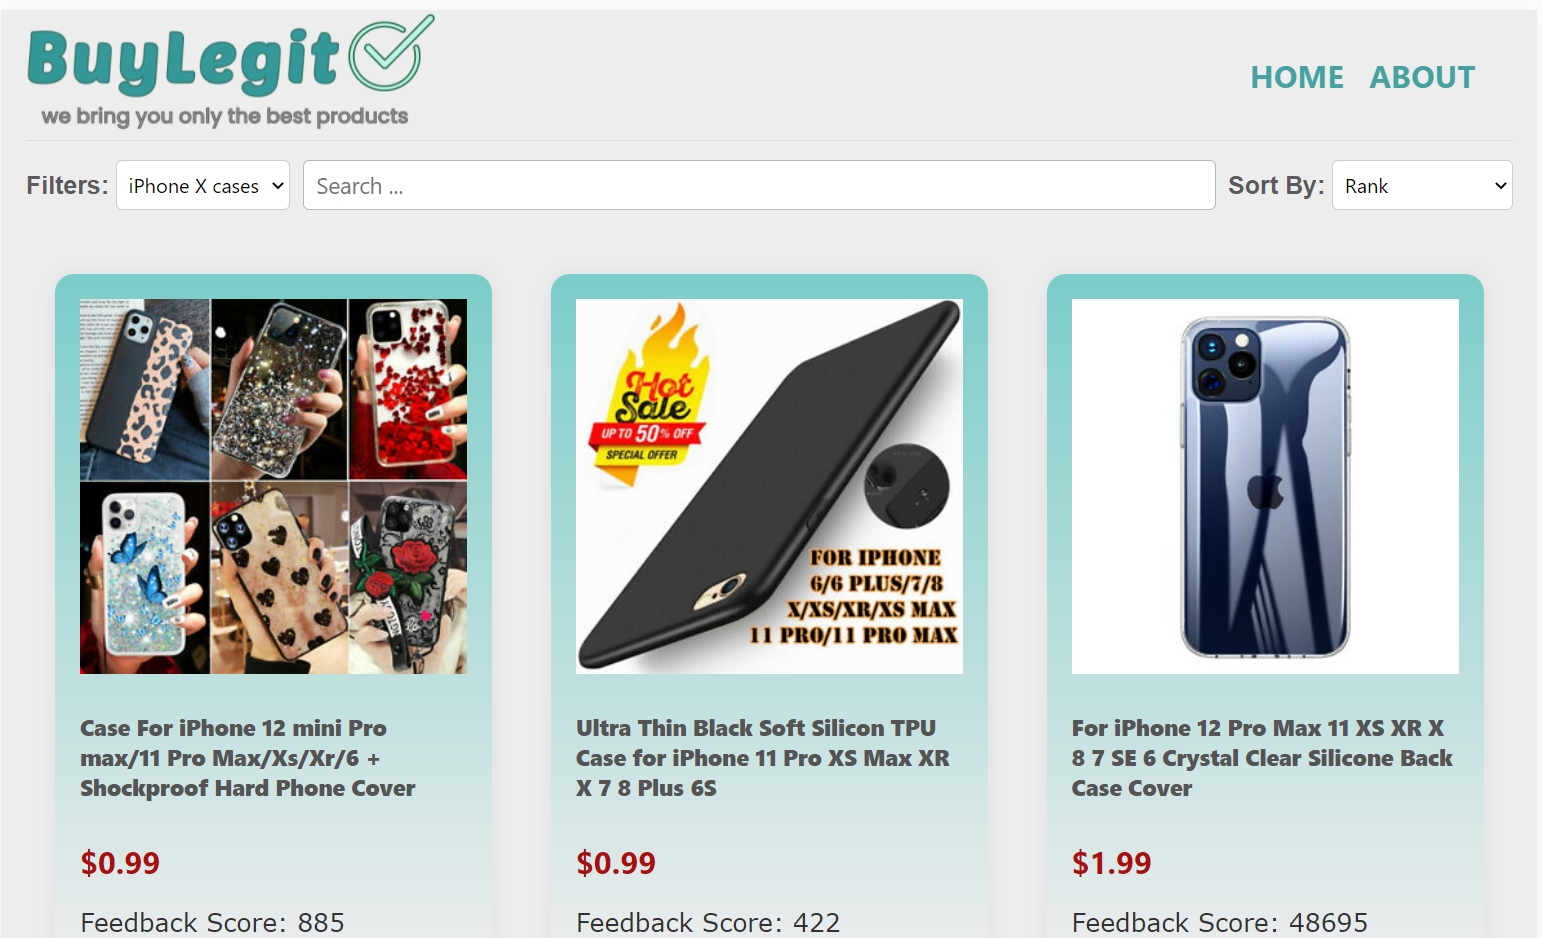 BuyLegit
we bring you only the best products
HOME ABOUT
Filters: iPhone X cases Search ... Sort By: Rank
Hot
Sale
UP TO 50% OFF
SPECIAL OFFER
FOR IPHONE
6/6 PLUS/7/8
X/XS/XR/XS MAX
11 PRO/11 PRO MAX
Case For iPhone 12 mini Pro
max/11 Pro Max/Xs/Xr/6 +
Shockproof Hard Phone Cover
$0.99
Feedback Score: 885
Ultra Thin Black Soft Silicon TPU
Case for iPhone 11 Pro XS Max XR
X 7 8 Plus 6S
$0.99
Feedback Score: 422
For iPhone 12 Pro Max 11 XS XR X
8 7 SE 6 Crystal Clear Silicone Back
Case Cover
$1.99
Feedback Score: 48695